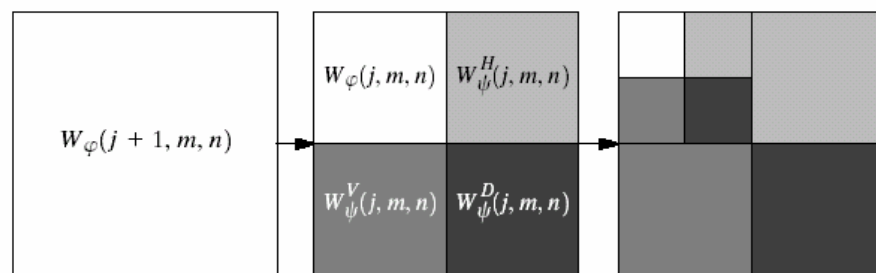 W_φ(j + 1, m, n)
W_φ(j, m, n)
W_ψ^H(j, m, n)
W_ψ^V(j, m, n)
W_ψ^D(j, m, n)